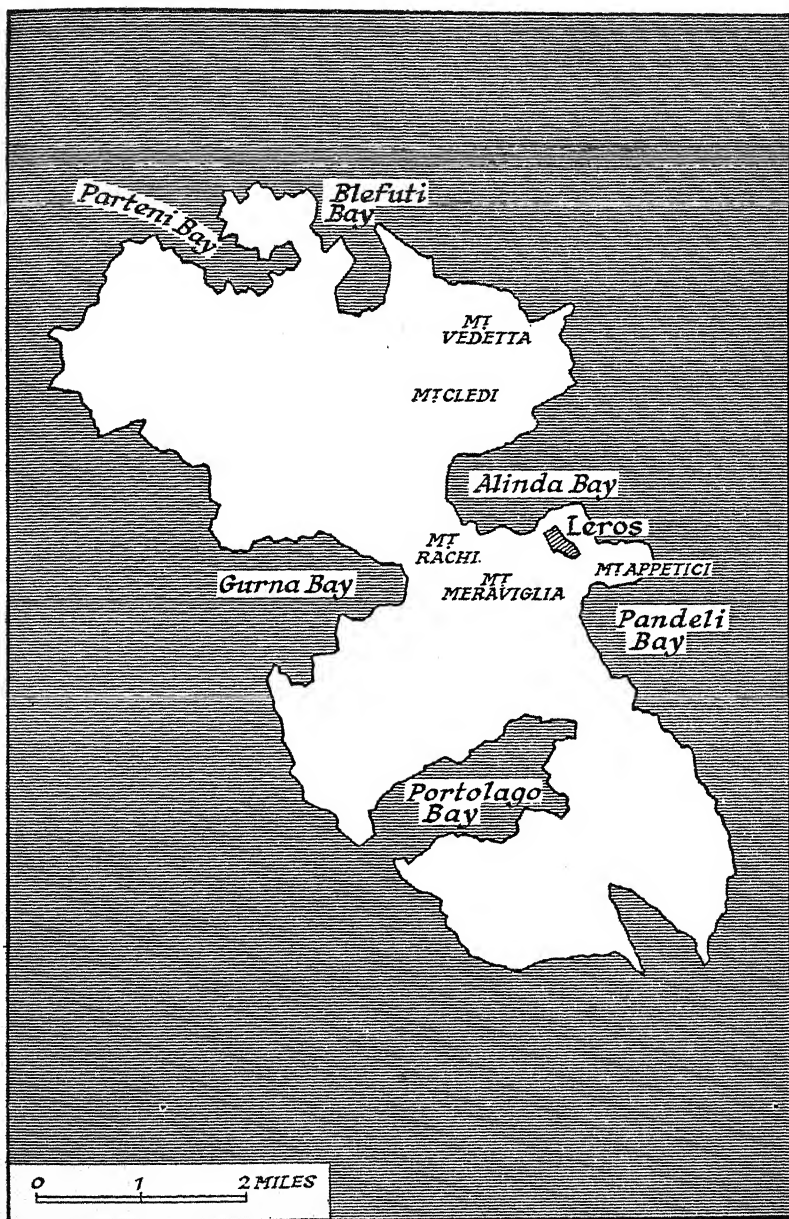 Parteni Bay
Blefuti
Bay
MT.
VEDETTA
MT. CLEDI
Alinda Bay
Leros
MT.
RACHI.
MT.
MERAVIGLIA
MT. APPETICI
Gurna Bay
Pandeli
Bay
Portolago
Bay
0 1 2 MILES